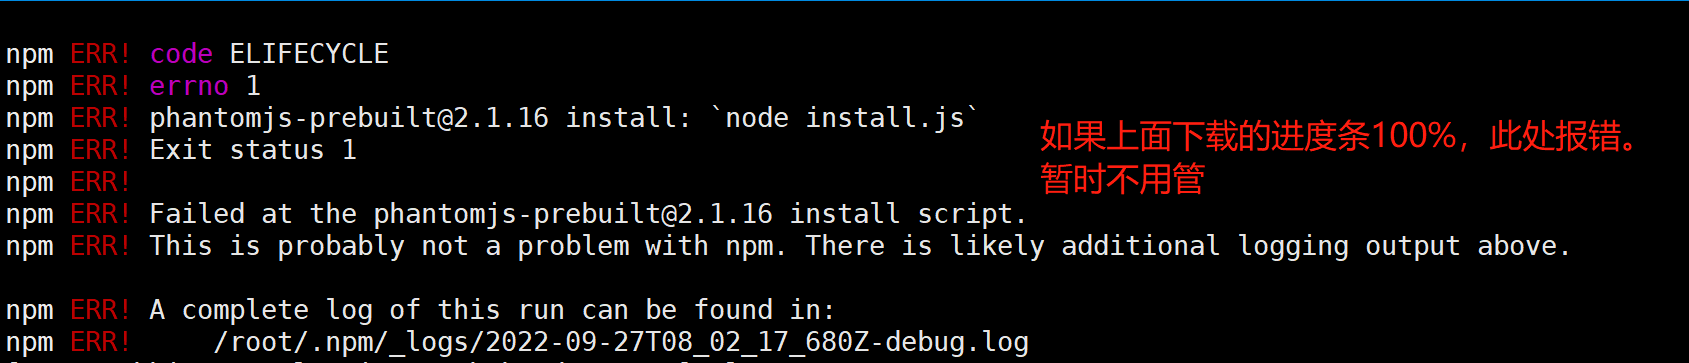 npm ERR! code ELIFECYCLE
npm ERR! errno 1
npm ERR! phantomjs-prebuilt@2.1.16 install: `node install.js`
npm ERR! Exit status 1
npm ERR!
npm ERR! Failed at the phantomjs-prebuilt@2.1.16 install script.
npm ERR! This is probably not a problem with npm. There is likely additional logging output above.
npm ERR! A complete log of this run can be found in:
npm ERR!     /root/.npm/_logs/2022-09-27T08_02_17_680Z-debug.log
如果上面下载的进度条100%，此处报错。
暂时不用管